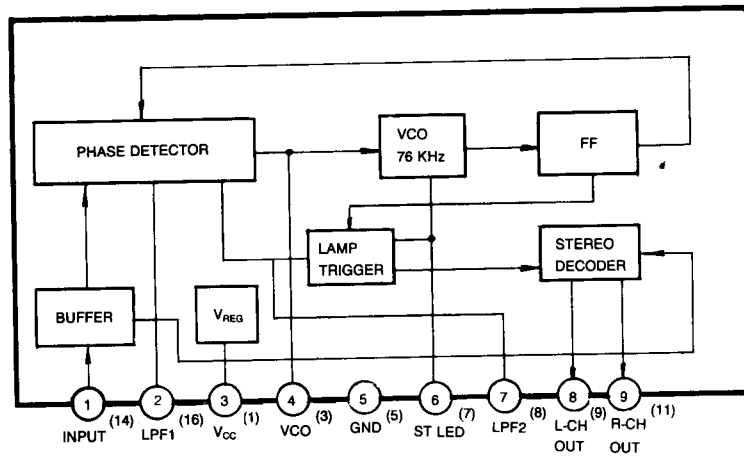 PHASE DETECTOR
VCO
76 KHz
FF
LAMP
TRIGGER
STEREO
DECODER
BUFFER
VREG
1 (14) 2 (16) 3 (1) 4 (3) 5 (5) 6 (7) 7 (8) 8 (9) 9 (11)
INPUT LPF1 VCC VCO GND ST LED LPF2 L-CH R-CH
OUT OUT